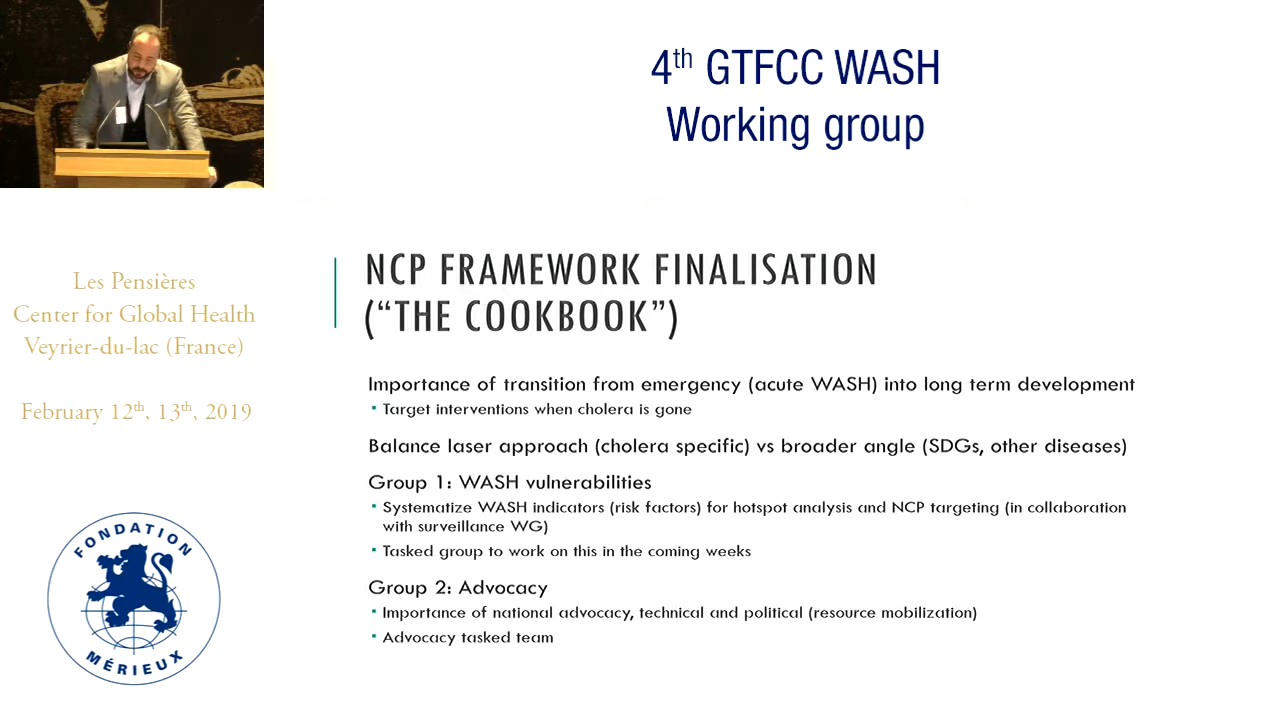 4th GTFCC WASH
Working group
Les Pensières
Center for Global Health
Veyrier-du-lac (France)
February 12th, 13th, 2019
FONDATION
MÉRIEUX
NCP FRAMEWORK FINALISATION
(“THE COOKBOOK”)
Importance of transition from emergency (acute WASH) into long term development
▪ Target interventions when cholera is gone
Balance laser approach (cholera specific) vs broader angle (SDGs, other diseases)
Group 1: WASH vulnerabilities
▪ Systematize WASH indicators (risk factors) for hotspot analysis and NCP targeting (in collaboration
with surveillance WG)
▪ Tasked group to work on this in the coming weeks
Group 2: Advocacy
▪ Importance of national advocacy, technical and political (resource mobilization)
▪ Advocacy tasked team